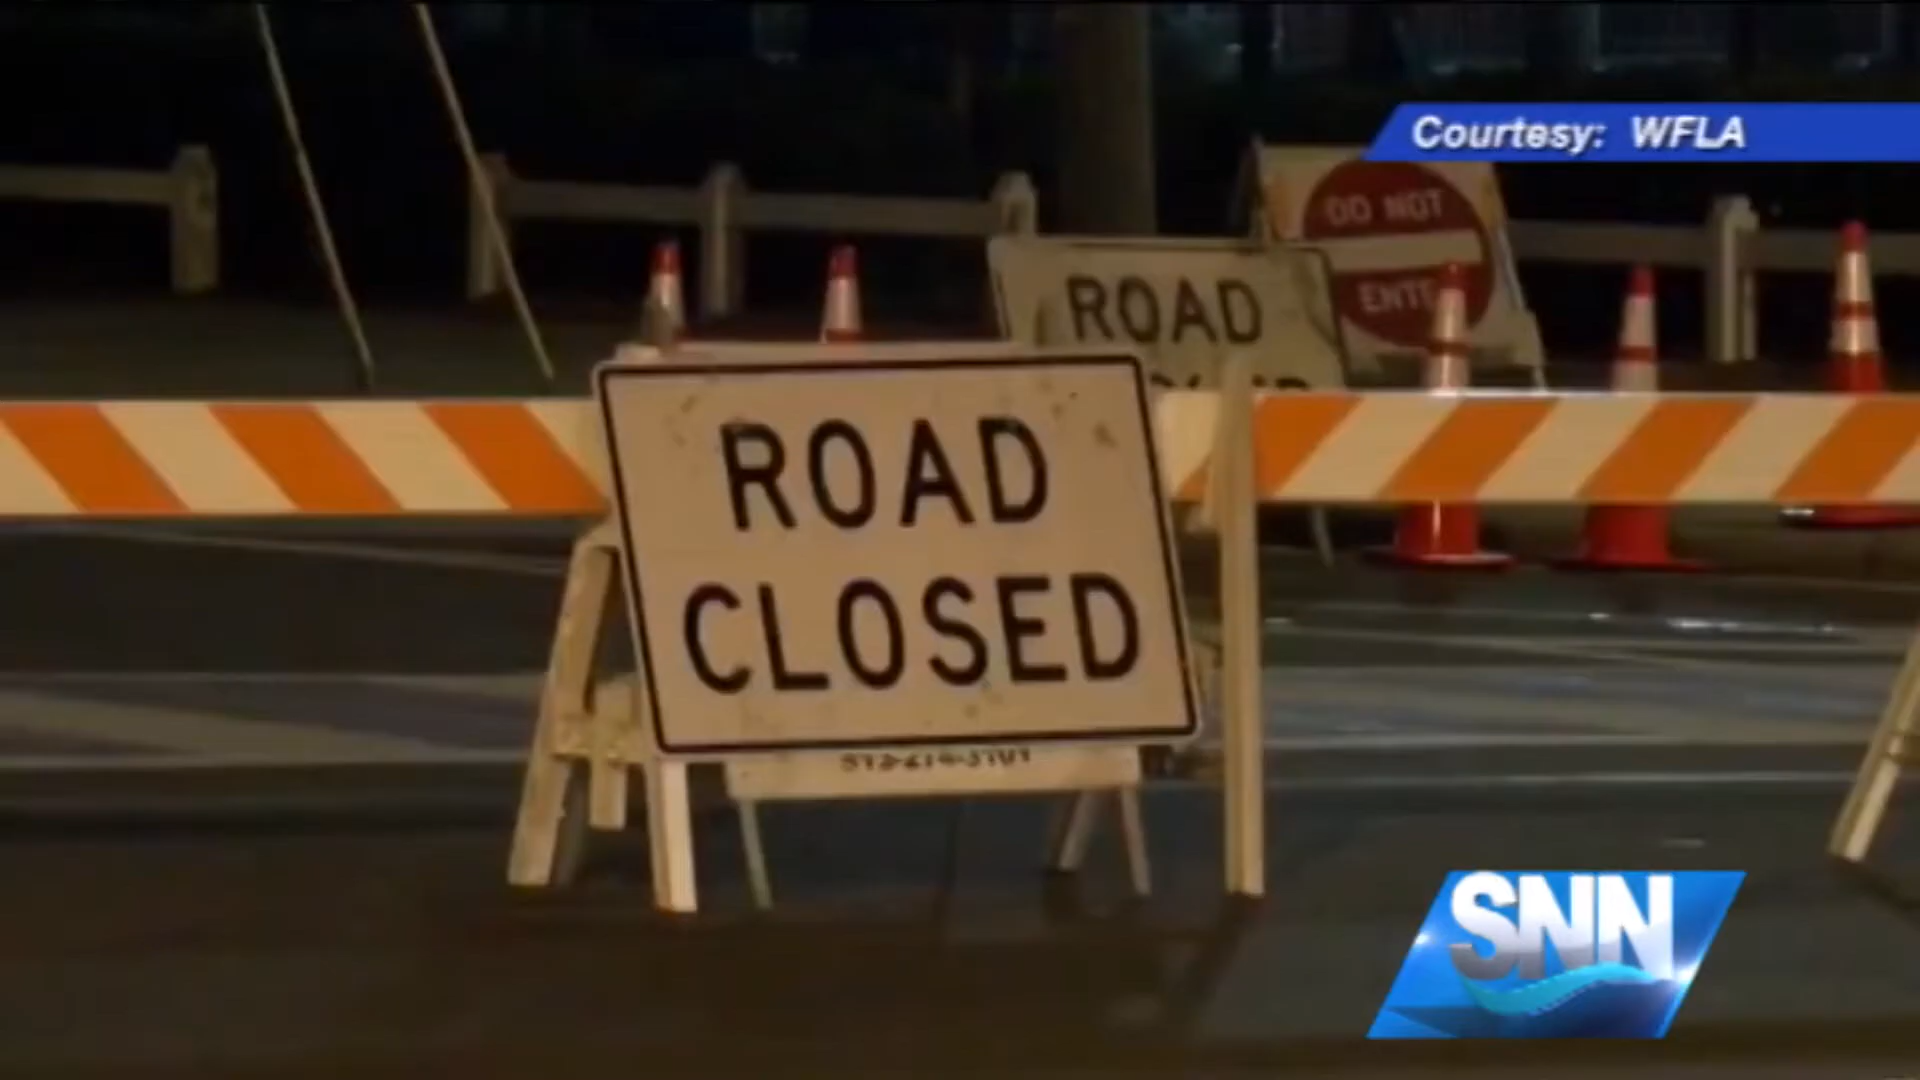 Courtesy: WFLA
DO NOT
ROAD
ROAD
CLOSED
SNN